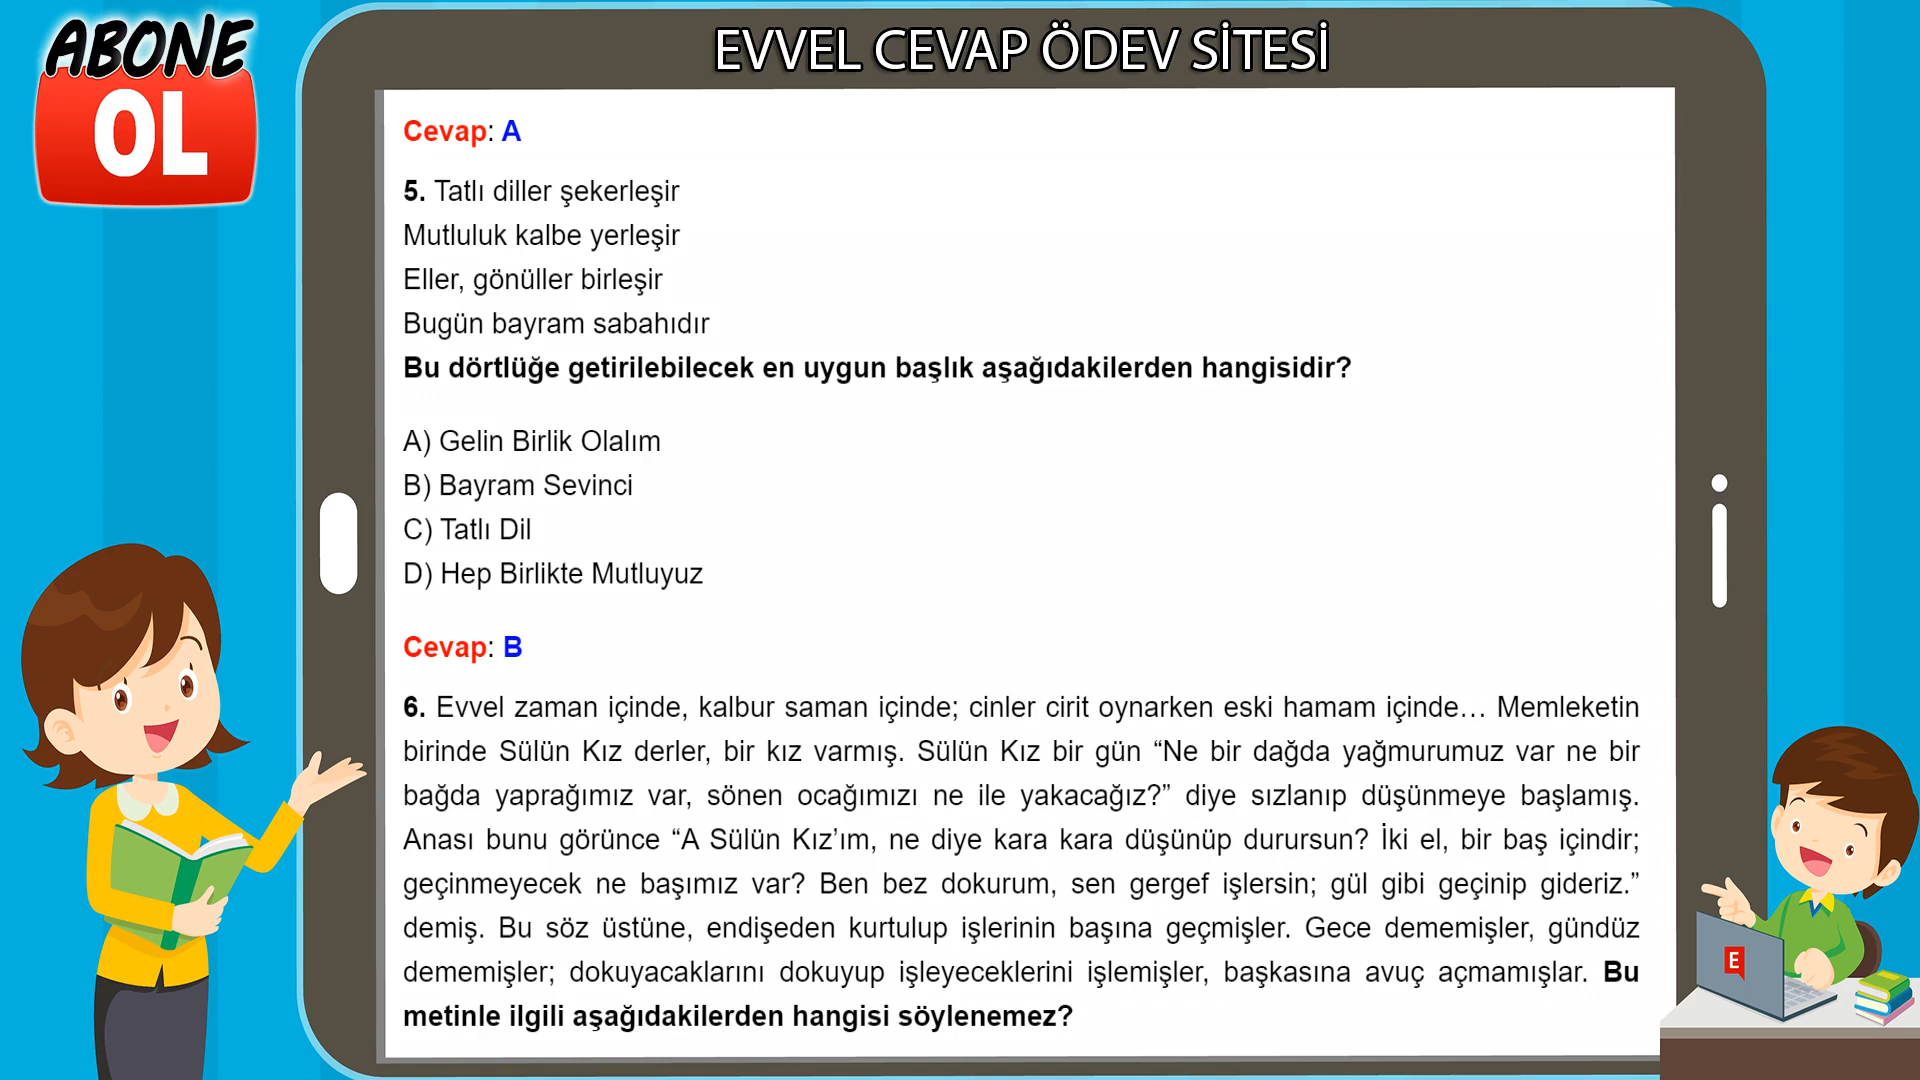 ABONE
OL
EVVEL CEVAP ÖDEV SİTESİ
Cevap: A
5. Tatlı diller şekerleşir
Mutluluk kalbe yerleşir
Eller, gönüller birleşir
Bugün bayram sabahıdır
Bu dörtlüğe getirilebilecek en uygun başlık aşağıdakilerden hangisidir?
A) Gelin Birlik Olalım
B) Bayram Sevinci
C) Tatlı Dil
D) Hep Birlikte Mutluyuz
Cevap: B
6. Evvel zaman içinde, kalbur saman içinde; cinler cirit oynarken eski hamam içinde… Memleketin
birinde Sülün Kız derler, bir kız varmış. Sülün Kız bir gün “Ne bir dağda yağmurumuz var ne bir
bağda yaprağımız var, sönen ocağımızı ne ile yakacağız?” diye sızlanıp düşünmeye başlamış.
Anası bunu görünce “A Sülün Kız’ım, ne diye kara kara düşünüp durursun? İki el, bir baş içindir;
geçinmeyecek ne başımız var? Ben bez dokurum, sen gergef işlersin; gül gibi geçinip gideriz.”
demiş. Bu söz üstüne, endişeden kurtulup işlerinin başına geçmişler. Gece dememişler, gündüz
dememişler; dokuyacaklarını dokuyup işleyeceklerini işlemişler, başkasına avuç açmamışlar. Bu
metinle ilgili aşağıdakilerden hangisi söylenemez?
E